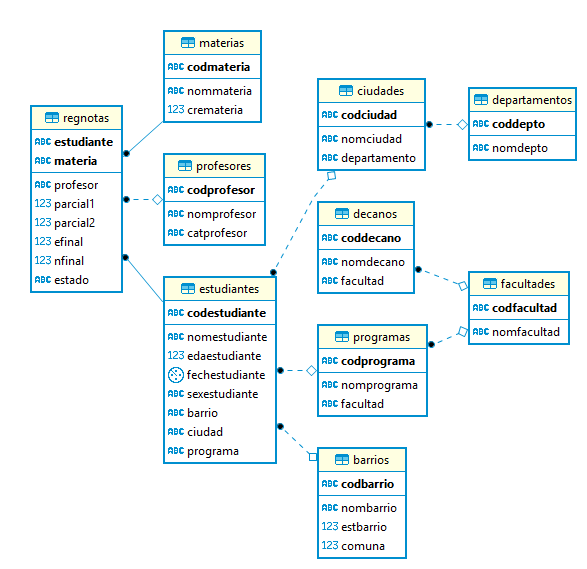 materias
ABC codmateria
ABC nommateria
123 cremateria
regnotas
ABC estudiante
ABC materia
ABC profesor
123 parcial1
123 parcial2
123 efinal
123 nfinal
ABC estado
profesores
ABC codprofesor
ABC nomprofesor
ABC catprofesor
estudiantes
ABC codestudiante
ABC nomestudiante
123 edaestudiante
fechestudiante
ABC sexestudiante
ABC barrio
ABC ciudad
ABC programa
ciudades
ABC codciudad
ABC nomciudad
ABC departamento
departamentos
ABC coddepto
ABC nomdepto
decanos
ABC coddecano
ABC nomdecano
ABC facultad
facultades
ABC codfacultad
ABC nomfacultad
programas
ABC codprograma
ABC nomprograma
ABC facultad
barrios
ABC codbarrio
ABC nombarrio
123 estbarrio
123 comuna